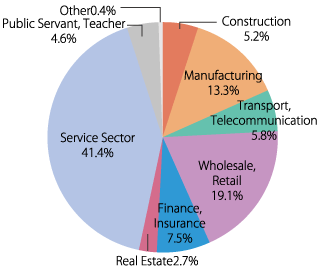 Other0.4%
Public Servant, Teacher
4.6%
Construction
5.2%
Manufacturing
13.3%
Transport,
Telecommunication
5.8%
Service Sector
41.4%
Wholesale,
Retail
19.1%
Finance,
Insurance
7.5%
Real Estate2.7%